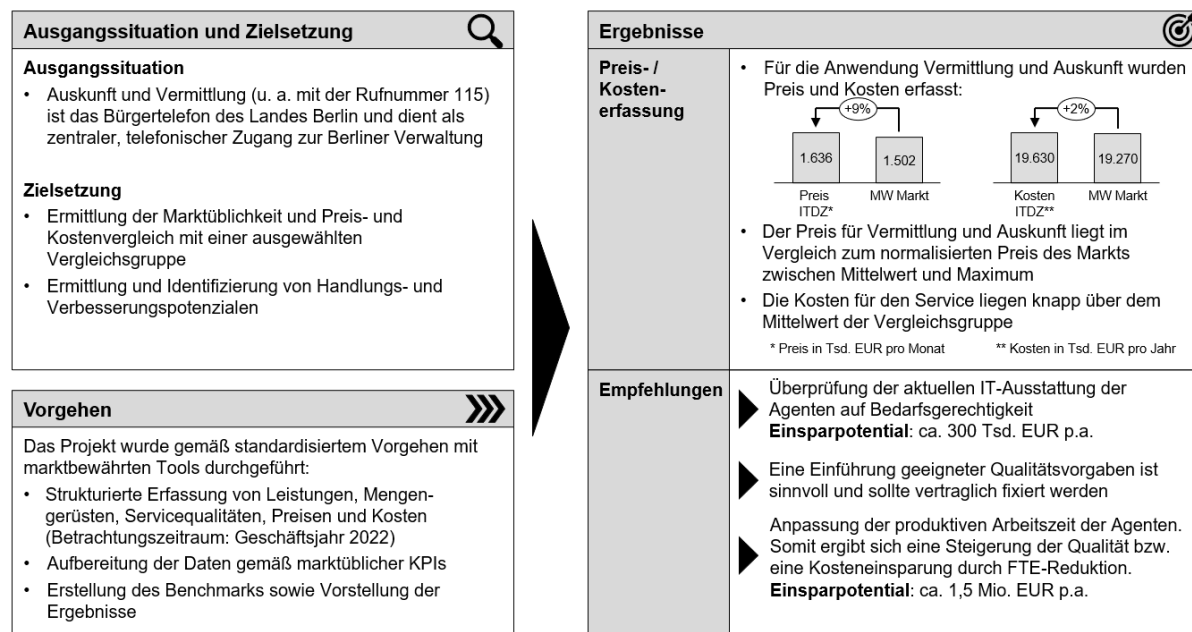 Ausgangssituation und Zielsetzung
Ausgangssituation
• Auskunft und Vermittlung (u. a. mit der Rufnummer 115)
ist das Bürgertelefon des Landes Berlin und dient als
zentraler, telefonischer Zugang zur Berliner Verwaltung
Zielsetzung
• Ermittlung der Marktüblichkeit und Preis- und
Kostenvergleich mit einer ausgewählten
Vergleichsgruppe
• Ermittlung und Identifizierung von Handlungs- und
Verbesserungspotenzialen
Vorgehen
Das Projekt wurde gemäß standardisiertem Vorgehen mit
marktbewährten Tools durchgeführt:
• Strukturierte Erfassung von Leistungen, Mengen-
gerüsten, Servicequalitäten, Preisen und Kosten
(Betrachtungszeitraum: Geschäftsjahr 2022)
• Aufbereitung der Daten gemäß marktüblicher KPIs
• Erstellung des Benchmarks sowie Vorstellung der
Ergebnisse
Ergebnisse
Preis- /
Kosten-
erfassung
• Für die Anwendung Vermittlung und Auskunft wurden
Preis und Kosten erfasst:
+9% +2%
1.636 1.502 19.630 19.270
Preis MW Markt Kosten MW Markt
ITDZ* ITDZ**
• Der Preis für Vermittlung und Auskunft liegt im
Vergleich zum normalisierten Preis des Markts
zwischen Mittelwert und Maximum
• Die Kosten für den Service liegen knapp über dem
Mittelwert der Vergleichsgruppe
* Preis in Tsd. EUR pro Monat ** Kosten in Tsd. EUR pro Jahr
Empfehlungen
Überprüfung der aktuellen IT-Ausstattung der
Agenten auf Bedarfsgerechtigkeit
Einsparpotential: ca. 300 Tsd. EUR p.a.
Eine Einführung geeigneter Qualitätsvorgaben ist
sinnvoll und sollte vertraglich fixiert werden
Anpassung der produktiven Arbeitszeit der Agenten.
Somit ergibt sich eine Steigerung der Qualität bzw.
eine Kosteneinsparung durch FTE-Reduktion.
Einsparpotential: ca. 1,5 Mio. EUR p.a.